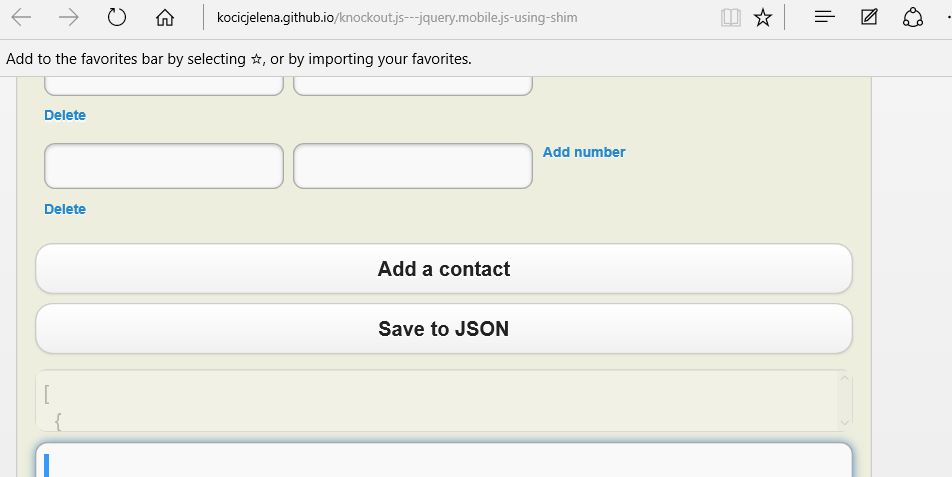 kocicjelena.github.io/knockout.js---jquery.mobile.js-using-shim
Add to the favorites bar by selecting ☆, or by importing your favorites.
Delete
Add number
Delete
Add a contact
Save to JSON
[
{